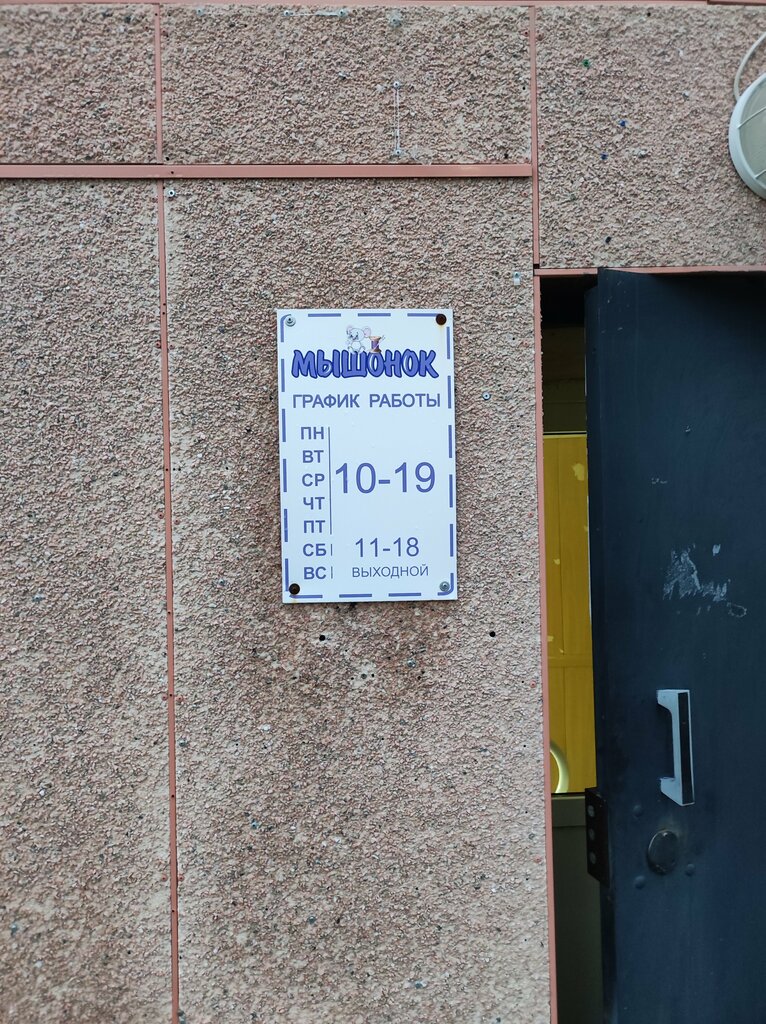 МЫШОНОК
ГРАФИК РАБОТЫ
ПН
ВТ
СР 10-19
ЧТ
ПТ
СБ 11-18
ВС ВЫХОДНОЙ